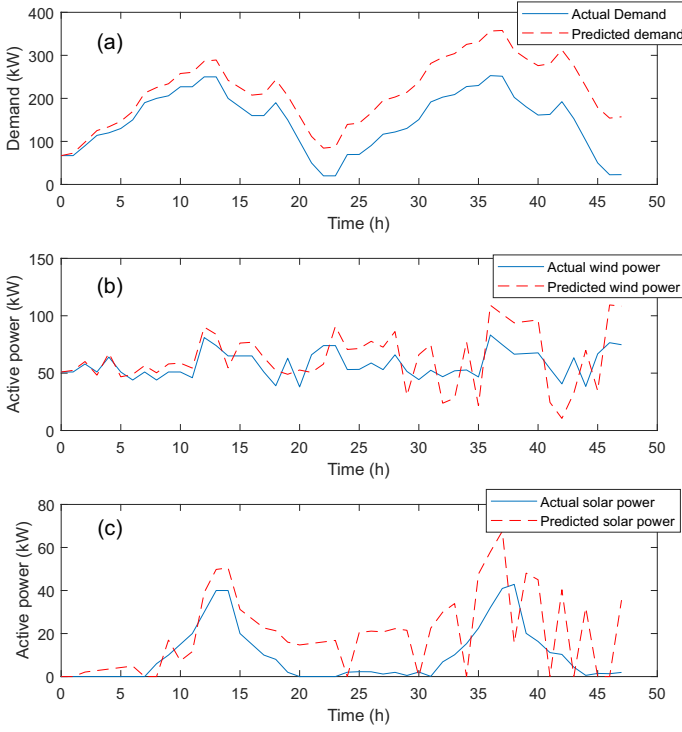 400
300
200
100
0
Demand (kW)
(a)
Actual Demand
Predicted demand
0 5 10 15 20 25 30 35 40 45 50
Time (h)
150
100
50
0
Active power (kW)
(b)
Actual wind power
Predicted wind power
0 5 10 15 20 25 30 35 40 45 50
Time (h)
80
60
40
20
0
Active power (kW)
(c)
Actual solar power
Predicted solar power
0 5 10 15 20 25 30 35 40 45 50
Time (h)